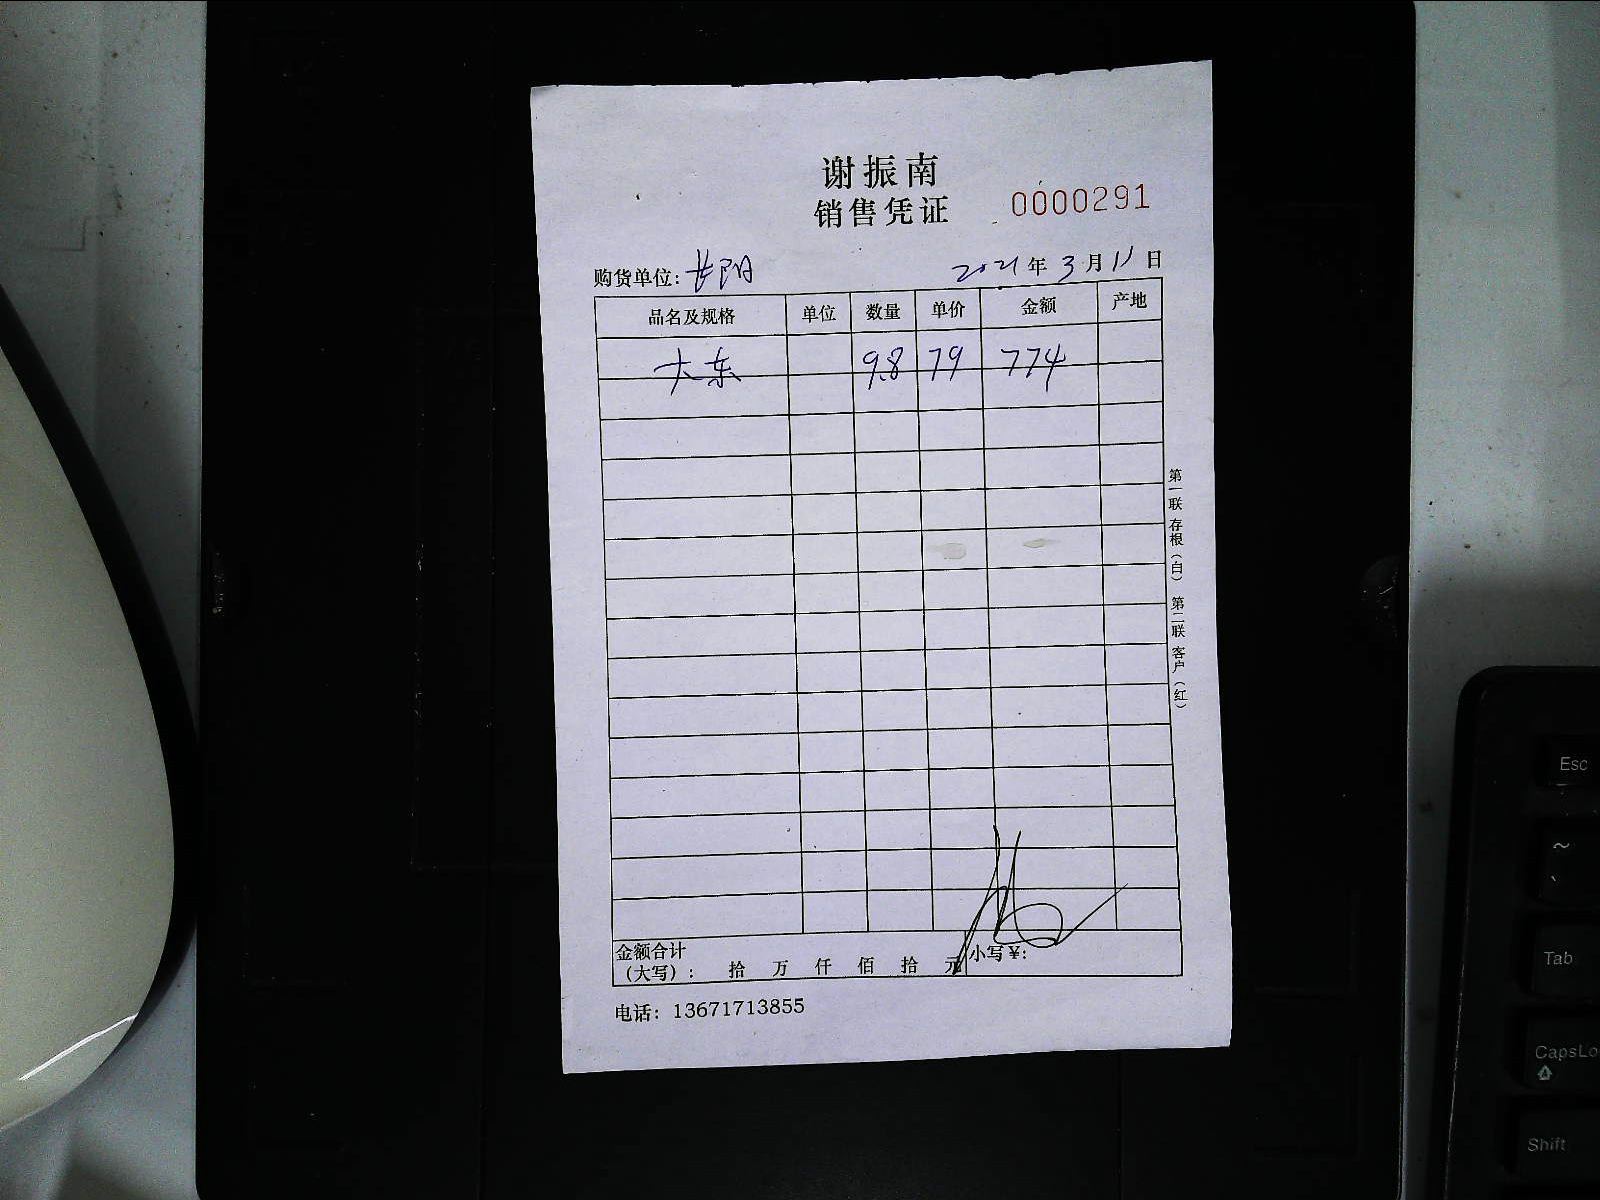 谢振南
销售凭证
0000291
购货单位: 长阳 2021年3月11日
品名及规格 单位 数量 单价 金额 产地
大东 9.8 79 774
第一联 存根（白） 第二联 客户（红）
金额合计
（大写）: 拾 万 仟 佰 拾 元 小写¥:
电话: 13671713855
Esc
~
、
Tab
CapsLo
Shift